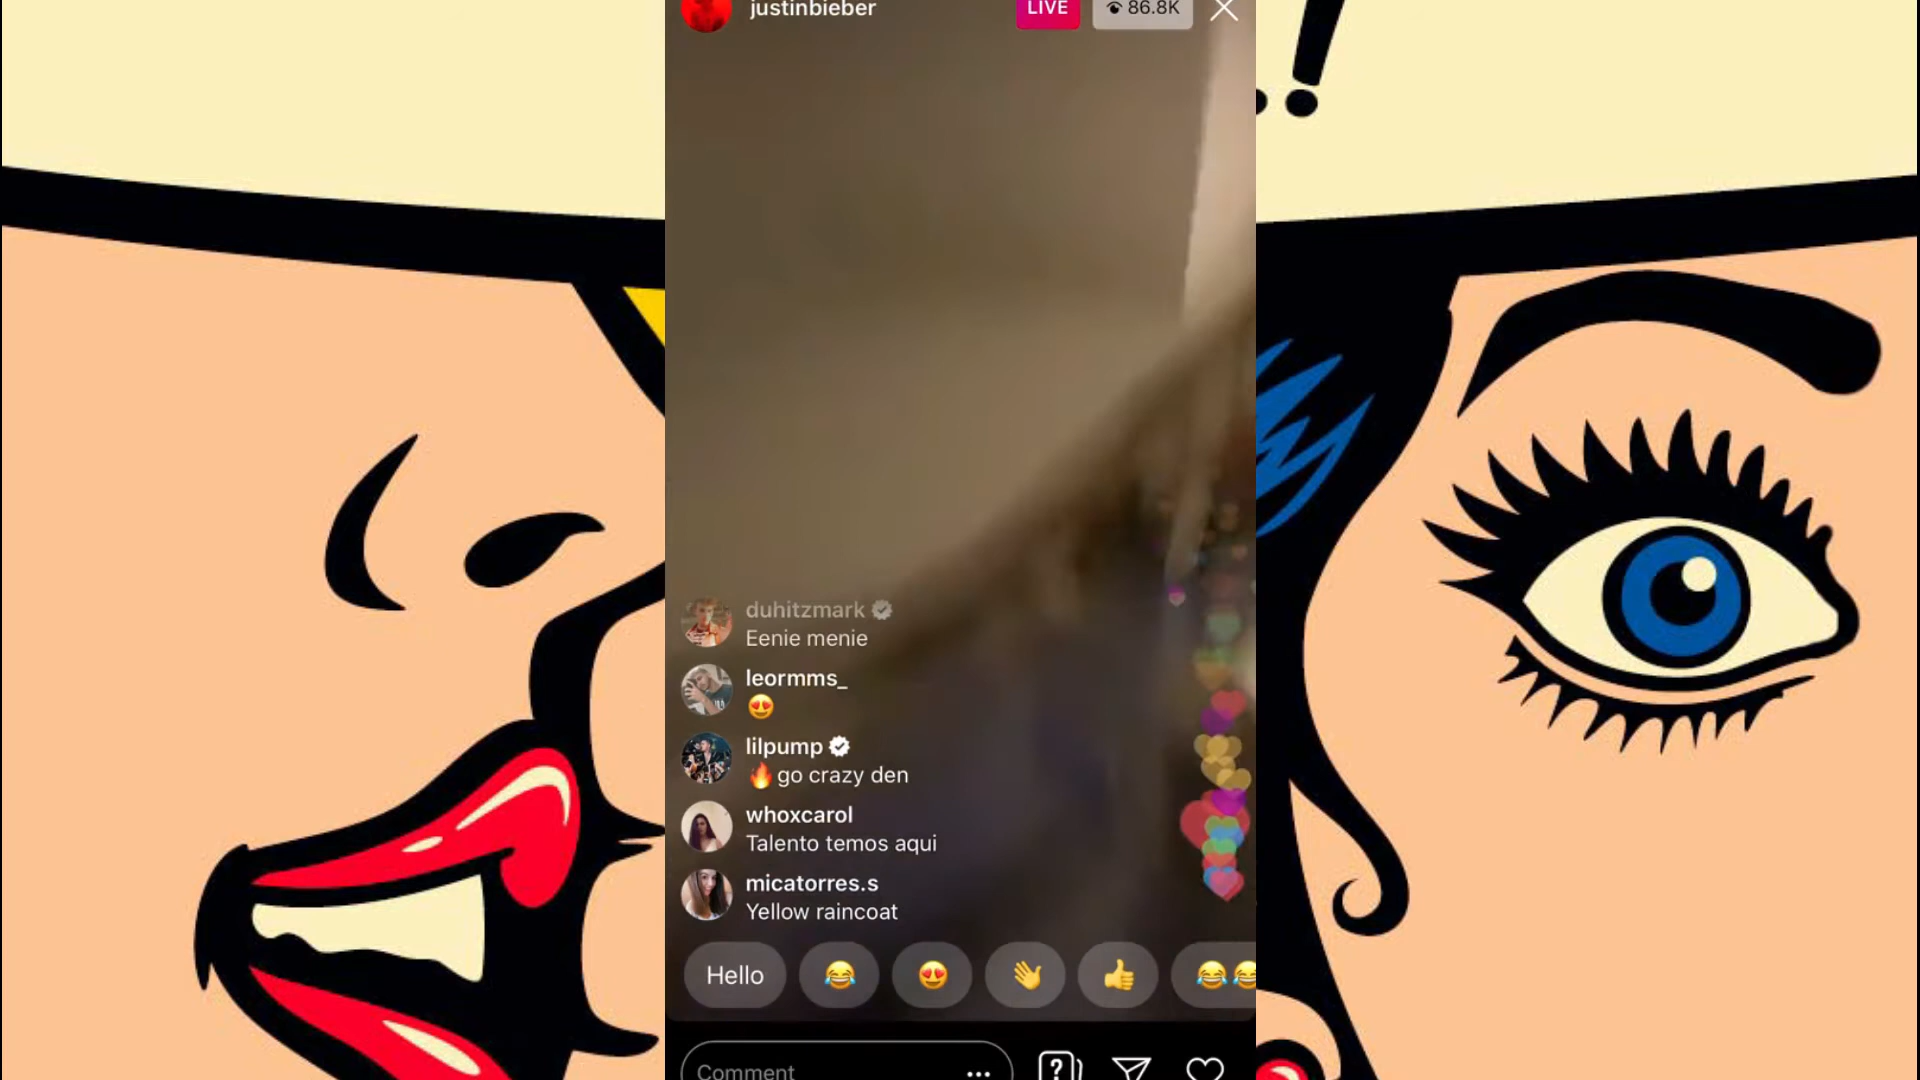 justinbieber LIVE 86.8K
!
duhitzmark
Eenie menie
leormms_
😍
lilpump
🔥go crazy den
whoxcarol
Talento temos aqui
micatorres.s
Yellow raincoat
Hello 😂 😍 👋 👍 😂😂
Comment